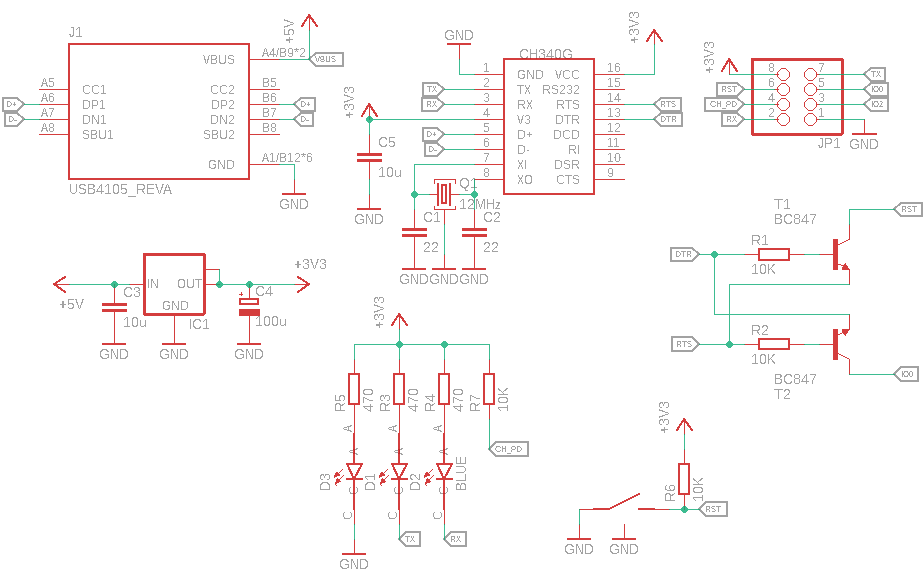 J1
VBUS
A4/B9*2
+5V
VBUS
A5
CC1
CC2
B5
D+
A6
DP1
DP2
B6
D+
D-
A7
DN1
DN2
B7
D-
A8
SBU1
SBU2
B8
GND
A1/B12*6
USB4105_REVA
GND
+3V3
C5
10u
GND
GND
CH340G
+3V3
1
GND
VCC
16
TX
2
TX
RS232
15
RX
3
RX
RTS
14
RTS
4
V3
DTR
13
DTR
D+
5
D+
DCD
12
D-
6
D-
RI
11
7
XI
DSR
10
8
XO
CTS
9
Q1
12MHz
C1
22
C2
22
GND
GND
GND
+3V3
8
7
TX
RST
6
5
IO0
CH_PD
4
3
IO2
RX
2
1
JP1
GND
T1
BC847
RST
DTR
R1
10K
RTS
R2
10K
BC847
T2
IO0
+5V
C3
10u
IN
OUT
GND
IC1
+3V3
C4
+
100u
GND
GND
GND
+3V3
R5
470
R3
470
R4
470
R7
10K
CH_PD
A
A
A
A
A
A
D3
D1
D2
BLUE
C
C
C
C
C
C
TX
RX
GND
+3V3
R6
10K
RST
GND
GND